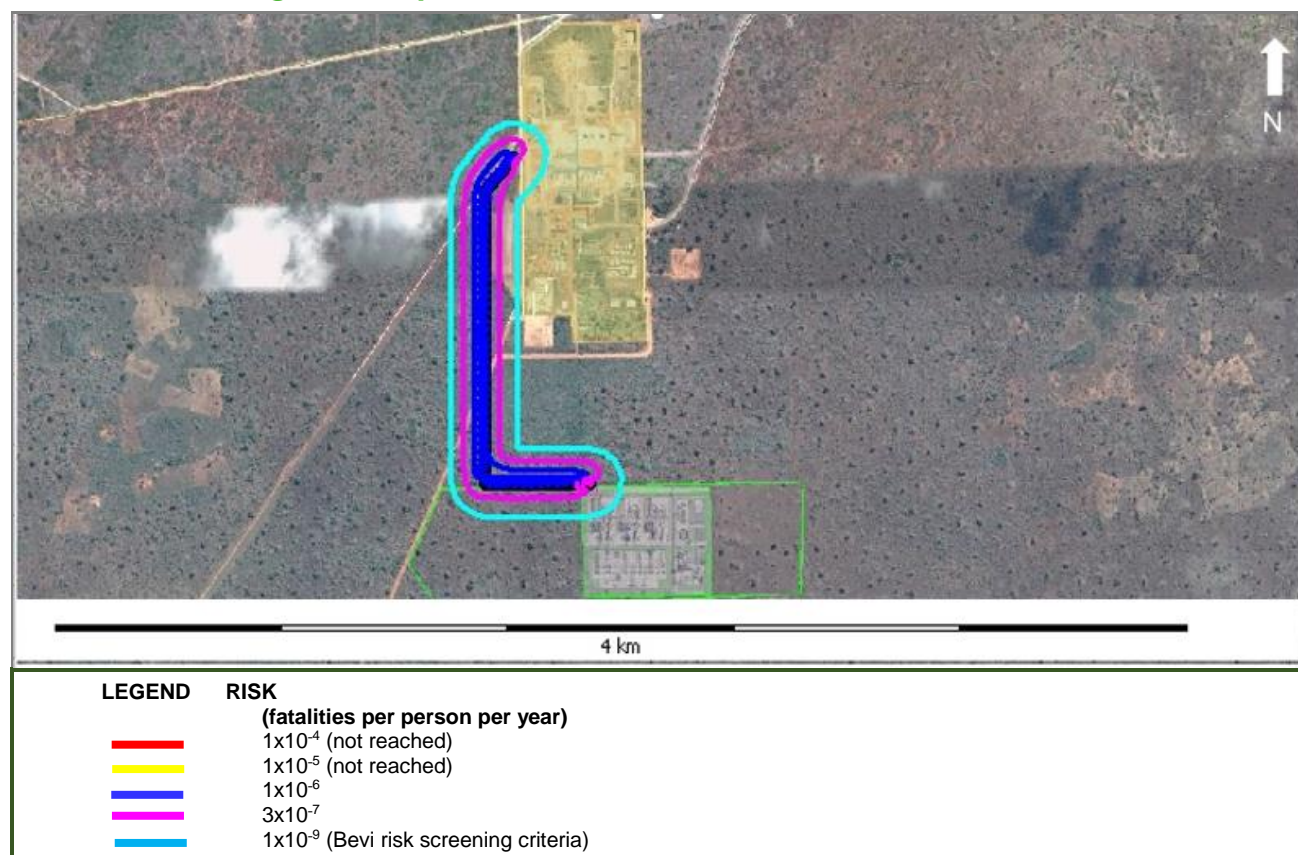 N
4 km
LEGEND RISK
(fatalities per person per year)
1x10⁻⁴ (not reached)
1x10⁻⁵ (not reached)
1x10⁻⁶
3x10⁻⁷
1x10⁻⁹ (Bevi risk screening criteria)